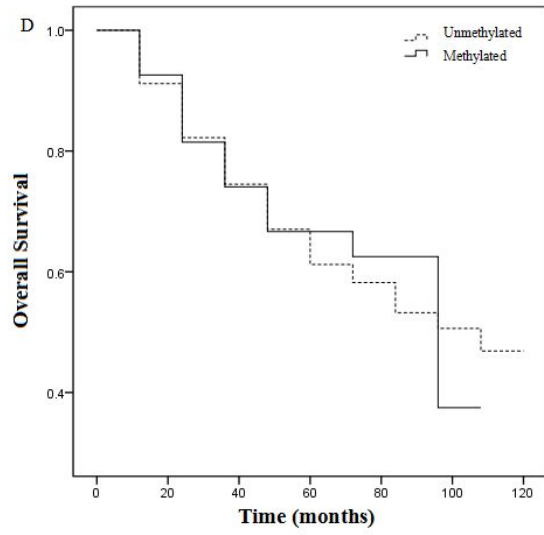 D
Unmethylated
Methylated
1.0
0.8
0.6
0.4
Overall Survival
0 20 40 60 80 100 120
Time (months)